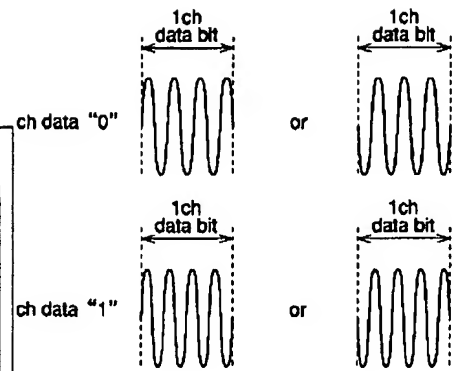 1ch
data bit
1ch
data bit
ch data "0"
or
1ch
data bit
1ch
data bit
ch data "1"
or